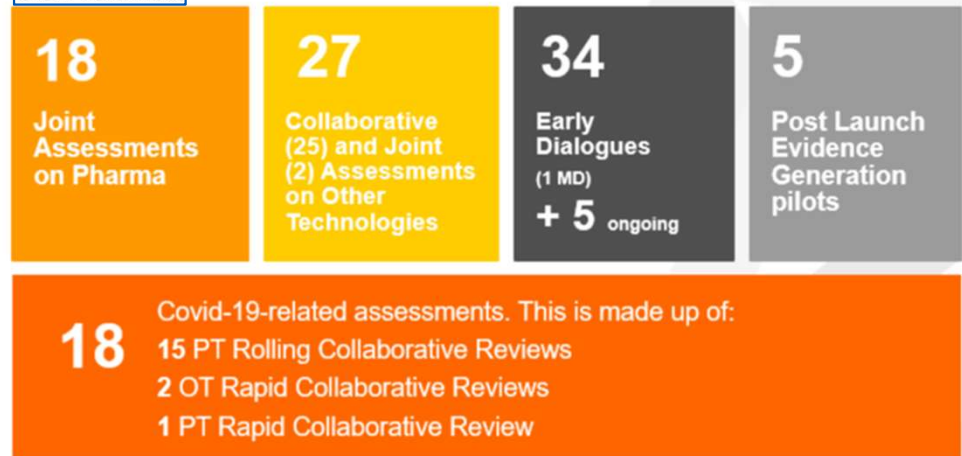 18
Joint
Assessments
on Pharma
27
Collaborative
(25) and Joint
(2) Assessments
on Other
Technologies
34
Early
Dialogues
(1 MD)
+ 5 ongoing
5
Post Launch
Evidence
Generation
pilots
18
Covid-19-related assessments. This is made up of:
15 PT Rolling Collaborative Reviews
2 OT Rapid Collaborative Reviews
1 PT Rapid Collaborative Review